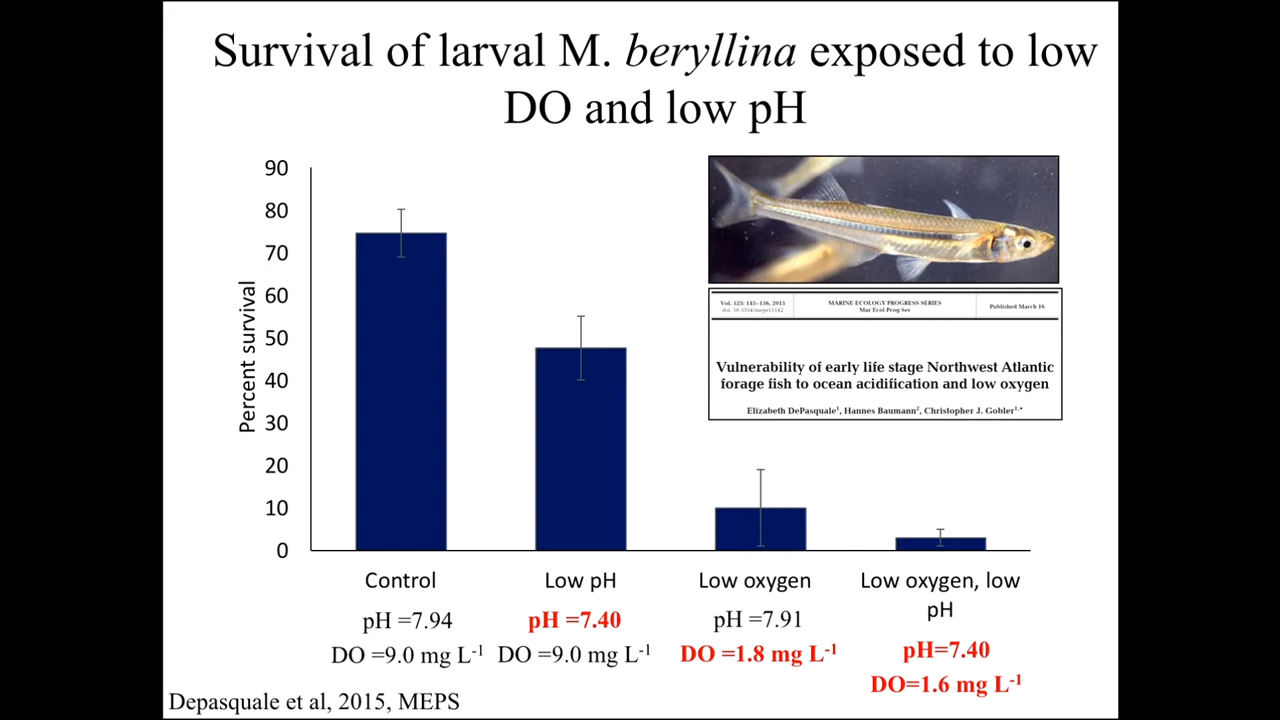 Survival of larval M. beryllina exposed to low
DO and low pH
90
80
70
60
50
40
30
20
10
0
Percent survival
Vol. 523: 145–156, 2015
doi: 10.3354/meps11142
MARINE ECOLOGY PROGRESS SERIES
Mar Ecol Prog Ser
Published March 16
Vulnerability of early life stage Northwest Atlantic
forage fish to ocean acidification and low oxygen
Elizabeth DePasquale¹, Hannes Baumann², Christopher J. Gobler¹,*
Control
pH =7.94
DO =9.0 mg L⁻¹
Low pH
pH =7.40
DO =9.0 mg L⁻¹
Low oxygen
pH =7.91
DO =1.8 mg L⁻¹
Low oxygen, low
pH
pH=7.40
DO=1.6 mg L⁻¹
Depasquale et al, 2015, MEPS